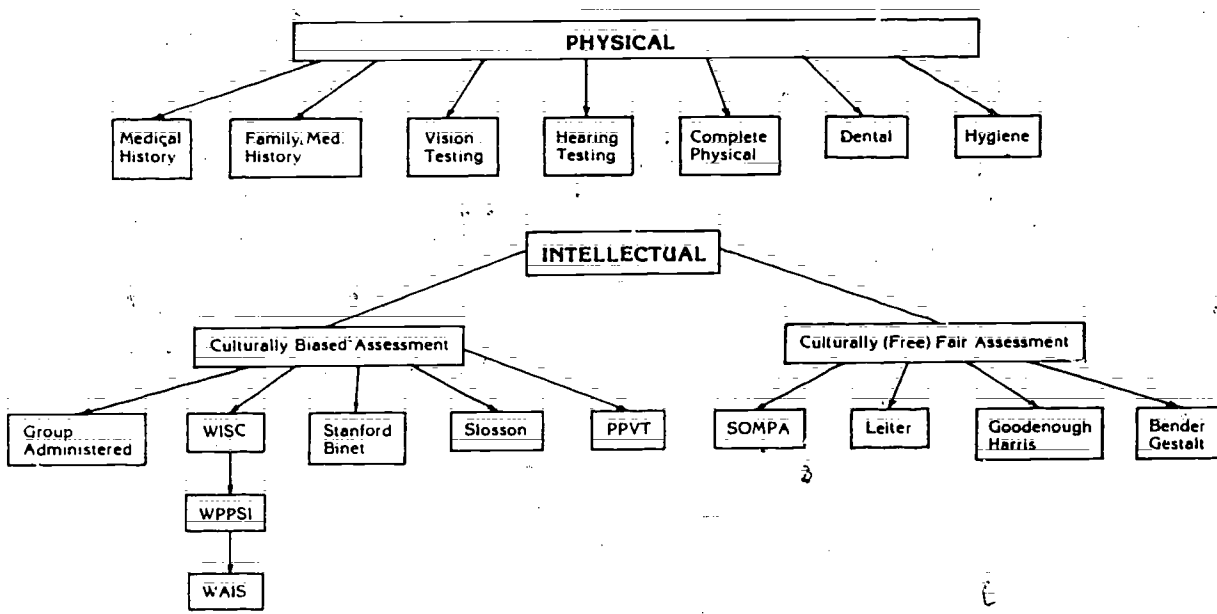 PHYSICAL
Medical
History
Family Med.
History
Vision
Testing
Hearing
Testing
Complete
Physical
Dental
Hygiene
INTELLECTUAL
Culturally Biased Assessment
Culturally (Free) Fair Assessment
Group
Administered
WISC
Stanford
Binet
Slosson
PPVT
SOMPA
Leiter
Goodenough
Harris
Bender
Gestalt
WPPSI
WAIS